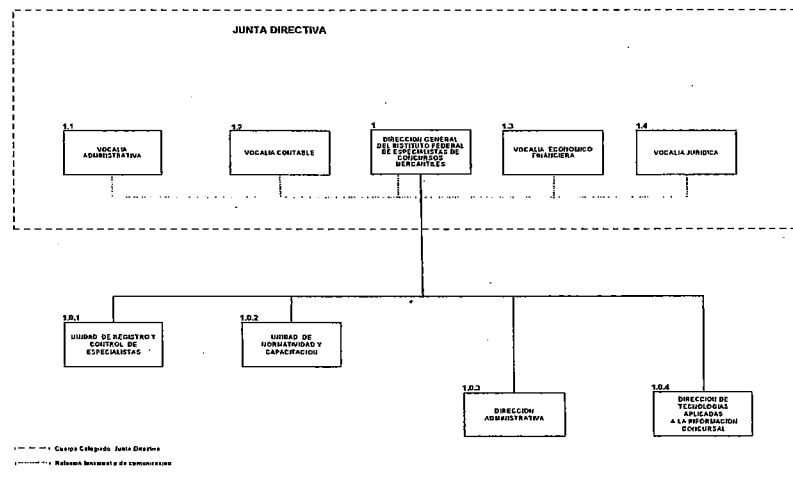 JUNTA DIRECTIVA
1.1
VOCALIA
ADMINISTRATIVA
1.2
VOCALIA CONTABLE
1
DIRECCION GENERAL
DEL INSTITUTO FEDERAL
DE ESPECIALISTAS DE
CONCURSOS
MERCANTILES
1.3
VOCALIA ECONOMICO
FINANCIERA
1.4
VOCALIA JURIDICA
1.0.1
UNIDAD DE REGISTRO Y
CONTROL DE
ESPECIALISTAS
1.0.2
UNIDAD DE
NORMATIVIDAD Y
CAPACITACION
1.0.3
DIRECCION
ADMINISTRATIVA
1.0.4
DIRECCION DE
TECNOLOGIAS
APLICADAS
A LA INFORMACION
CONCURSAL
Cuerpo Colegiado Junta Directiva
Relación de comunicación